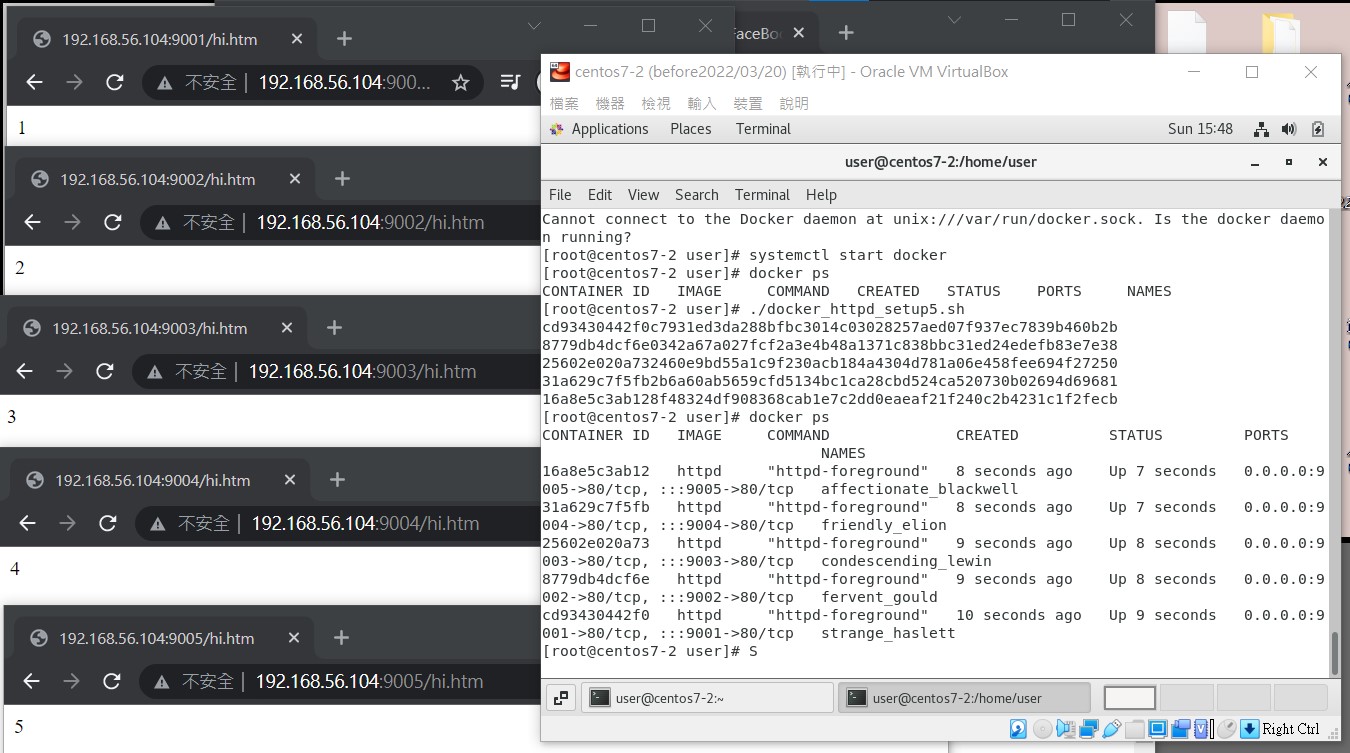 192.168.56.104:9001/hi.htm
不安全 | 192.168.56.104:900...
1
192.168.56.104:9002/hi.htm
不安全 | 192.168.56.104:9002/hi.htm
2
192.168.56.104:9003/hi.htm
不安全 | 192.168.56.104:9003/hi.htm
3
192.168.56.104:9004/hi.htm
不安全 | 192.168.56.104:9004/hi.htm
4
192.168.56.104:9005/hi.htm
不安全 | 192.168.56.104:9005/hi.htm
5
FaceBo
centos7-2 (before2022/03/20) [執行中] - Oracle VM VirtualBox
檔案 機器 檢視 輸入 裝置 說明
Applications Places Terminal Sun 15:48
user@centos7-2:/home/user
File Edit View Search Terminal Help
Cannot connect to the Docker daemon at unix:///var/run/docker.sock. Is the docker daemo
n running?
[root@centos7-2 user]# systemctl start docker
[root@centos7-2 user]# docker ps
CONTAINER ID IMAGE COMMAND CREATED STATUS PORTS NAMES
[root@centos7-2 user]# ./docker_httpd_setup5.sh
cd93430442f0c7931ed3da288bfbc3014c03028257aed07f937ec7839b460b2b
8779db4dcf6e0342a67a027fcf2a3e4b48a1371c838bbc31ed24edefb83e7e38
25602e020a732460e9bd55a1c9f230acb184a4304d781a06e458fee694f27250
31a629c7f5fb2b6a60ab5659cfd5134bc1ca28cbd524ca520730b02694d69681
16a8e5c3ab128f48324df908368cab1e7c2dd0eaeaf21f240c2b4231c1f2fecb
[root@centos7-2 user]# docker ps
CONTAINER ID IMAGE COMMAND CREATED STATUS PORTS
NAMES
16a8e5c3ab12 httpd "httpd-foreground" 8 seconds ago Up 7 seconds 0.0.0.0:9
005->80/tcp, :::9005->80/tcp affectionate_blackwell
31a629c7f5fb httpd "httpd-foreground" 8 seconds ago Up 7 seconds 0.0.0.0:9
004->80/tcp, :::9004->80/tcp friendly_elion
25602e020a73 httpd "httpd-foreground" 9 seconds ago Up 8 seconds 0.0.0.0:9
003->80/tcp, :::9003->80/tcp condescending_lewin
8779db4dcf6e httpd "httpd-foreground" 9 seconds ago Up 8 seconds 0.0.0.0:9
002->80/tcp, :::9002->80/tcp fervent_gould
cd93430442f0 httpd "httpd-foreground" 10 seconds ago Up 9 seconds 0.0.0.0:9
001->80/tcp, :::9001->80/tcp strange_haslett
[root@centos7-2 user]# S
user@centos7-2:~ user@centos7-2:/home/user
Right Ctrl